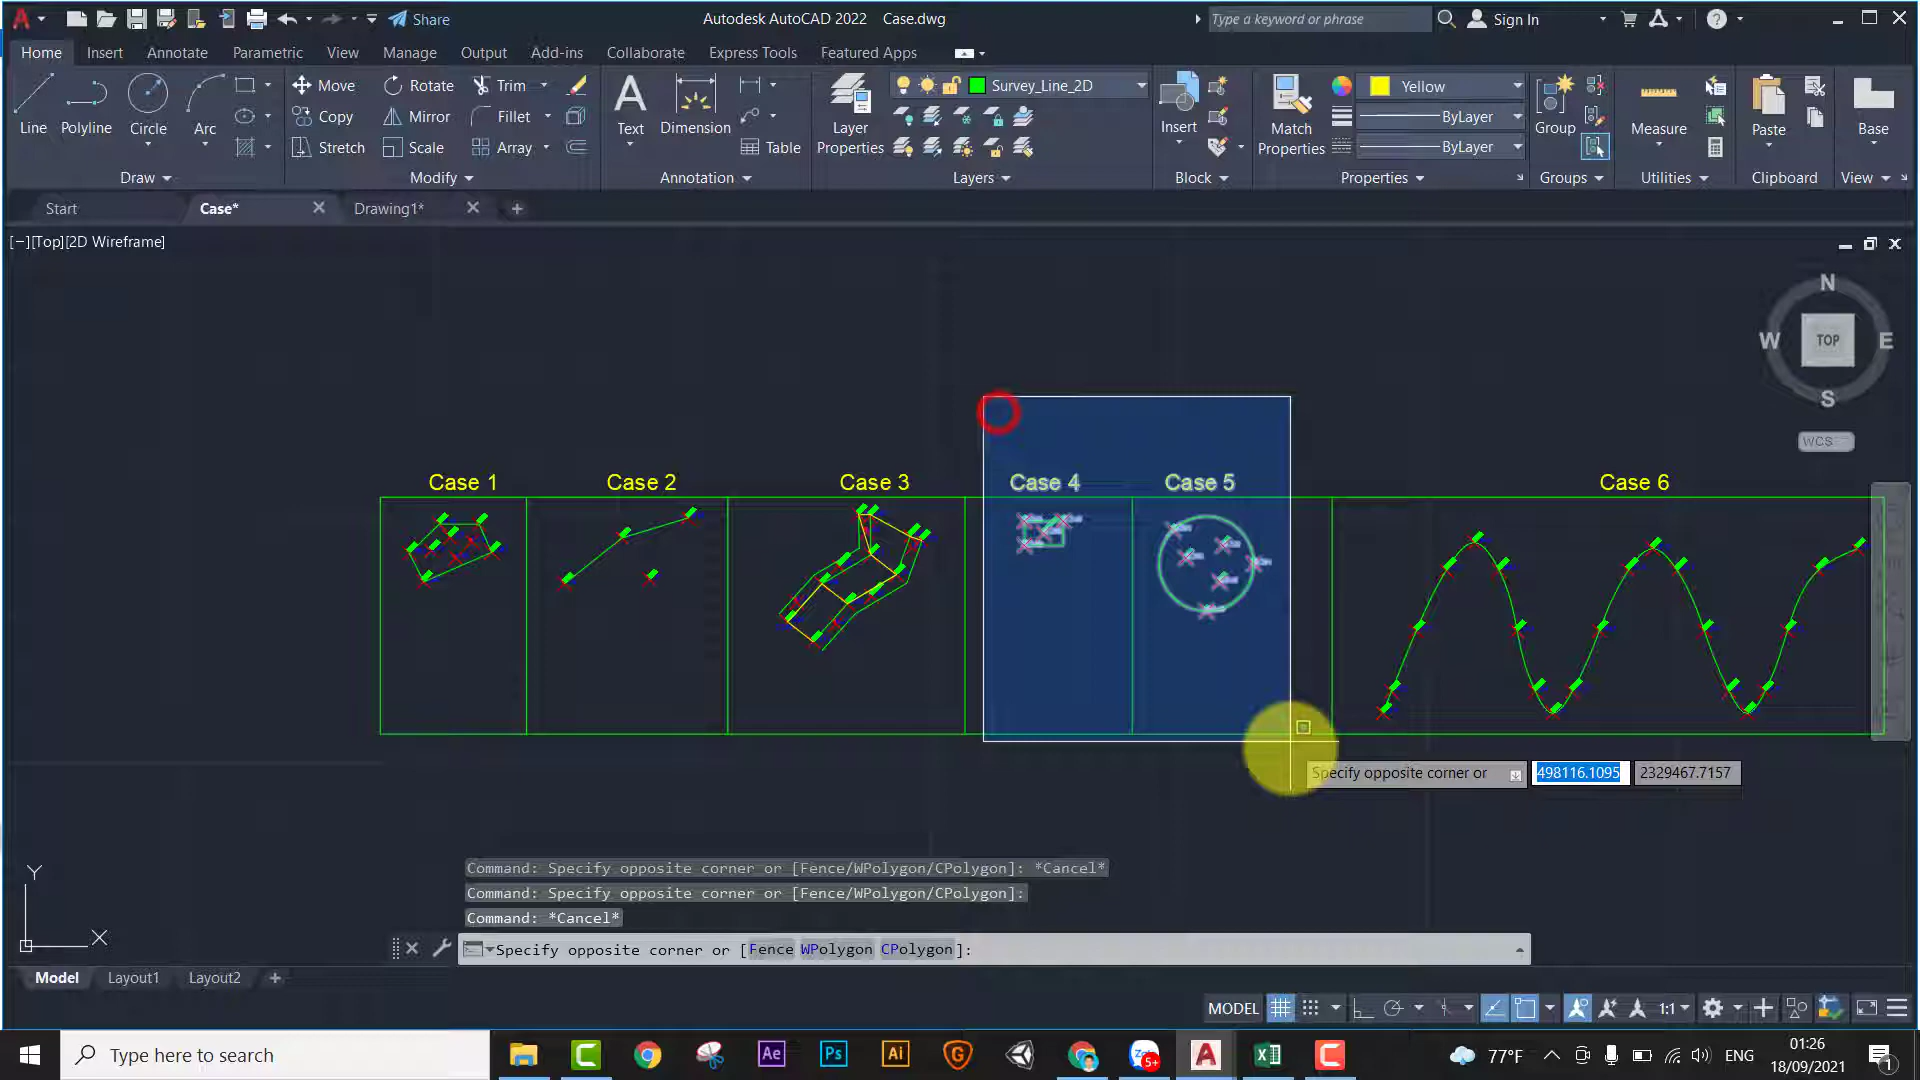 Share
Autodesk AutoCAD 2022 Case.dwg
Type a keyword or phrase
Sign In
Home Insert Annotate Parametric View Manage Output Add-ins Collaborate Express Tools Featured Apps
Line Polyline Circle Arc
Move Rotate Trim
Copy Mirror Fillet
Stretch Scale Array
Text Dimension
Table
Layer Properties
Survey_Line_2D
Insert
Match Properties
Yellow
ByLayer
ByLayer
Group
Measure
Paste
Base
Draw Modify Annotation Layers Block Properties Groups Utilities Clipboard View
Start Case* Drawing1*
[−][Top][2D Wireframe]
N
W TOP E
S
WCS
Case 1 Case 2 Case 3 Case 4 Case 5 Case 6
Specify opposite corner or 498116.1095 2329467.7157
Command: Specify opposite corner or [Fence/WPolygon/CPolygon]: *Cancel*
Command: Specify opposite corner or [Fence/WPolygon/CPolygon]:
Command: *Cancel*
Specify opposite corner or [Fence WPolygon CPolygon]:
Y
X
Model Layout1 Layout2
MODEL 1:1
Type here to search
Ae Ps Ai
5+
77°F
ENG
01:26
18/09/2021
1